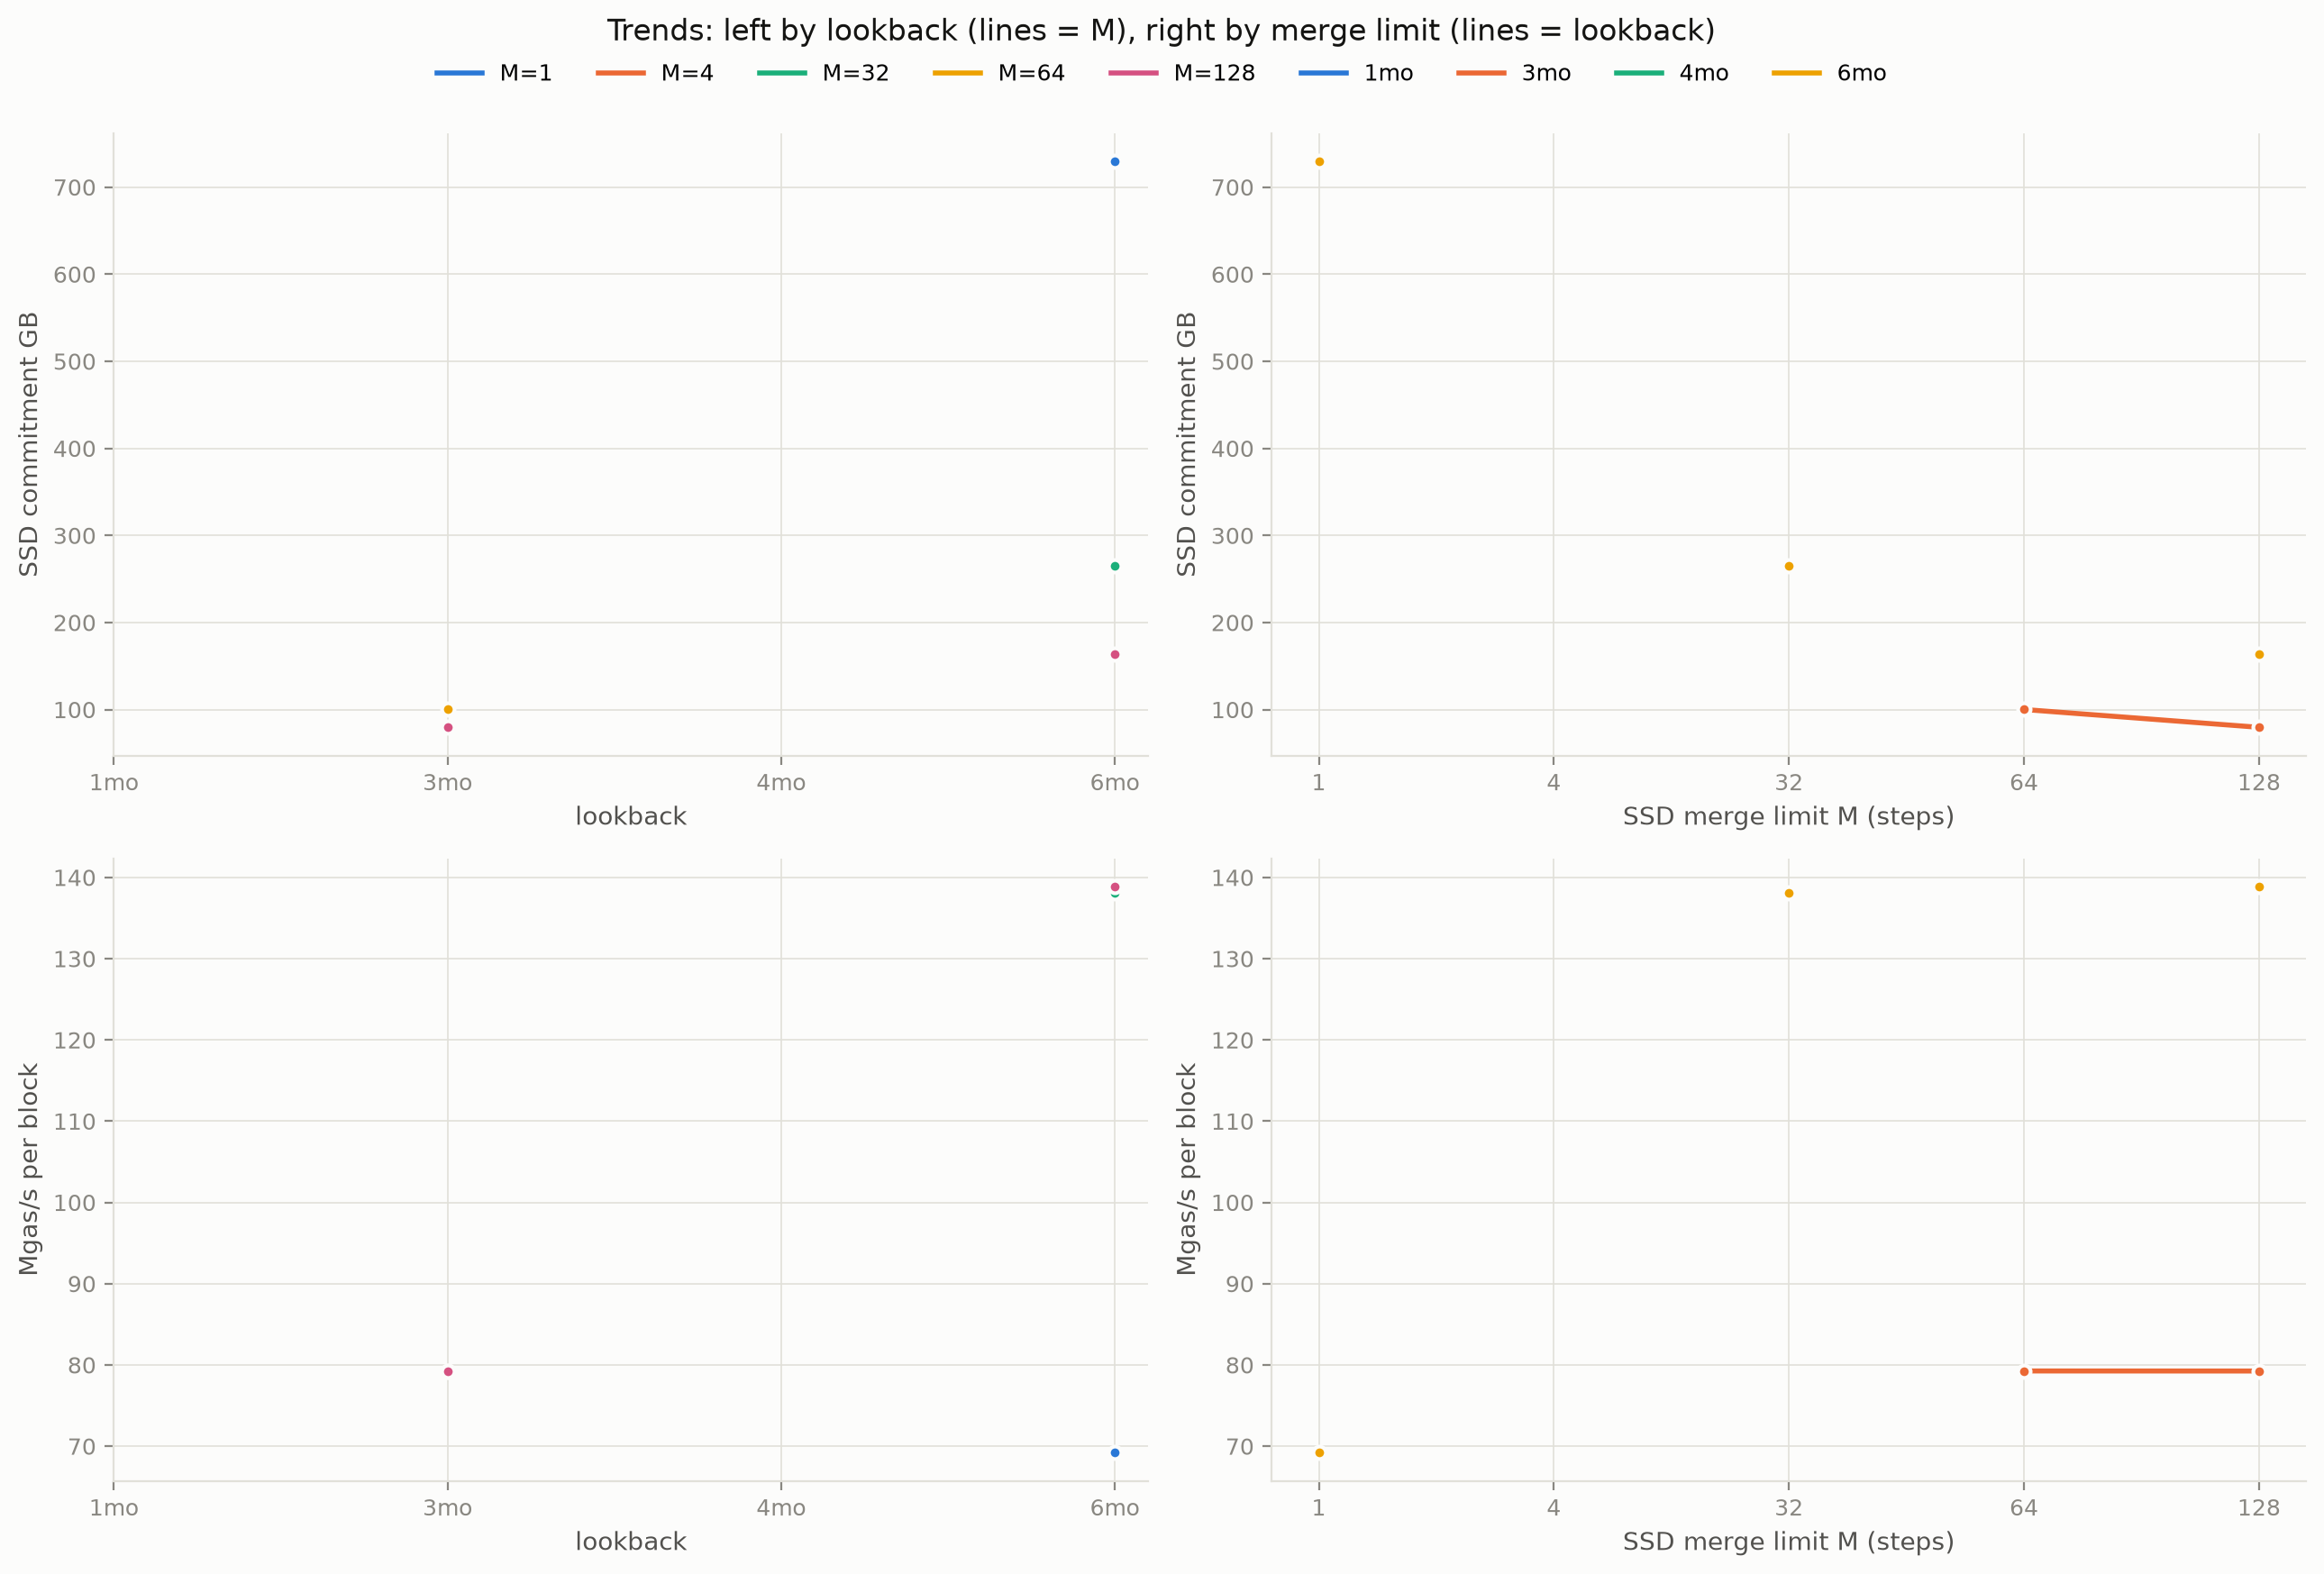 Trends: left by lookback (lines = M), right by merge limit (lines = lookback)
M=1 M=4 M=32 M=64 M=128 1mo 3mo 4mo 6mo
SSD commitment GB
700
600
500
400
300
200
100
1mo 3mo 4mo 6mo
lookback
SSD commitment GB
700
600
500
400
300
200
100
1 4 32 64 128
SSD merge limit M (steps)
Mgas/s per block
140
130
120
110
100
90
80
70
1mo 3mo 4mo 6mo
lookback
Mgas/s per block
140
130
120
110
100
90
80
70
1 4 32 64 128
SSD merge limit M (steps)